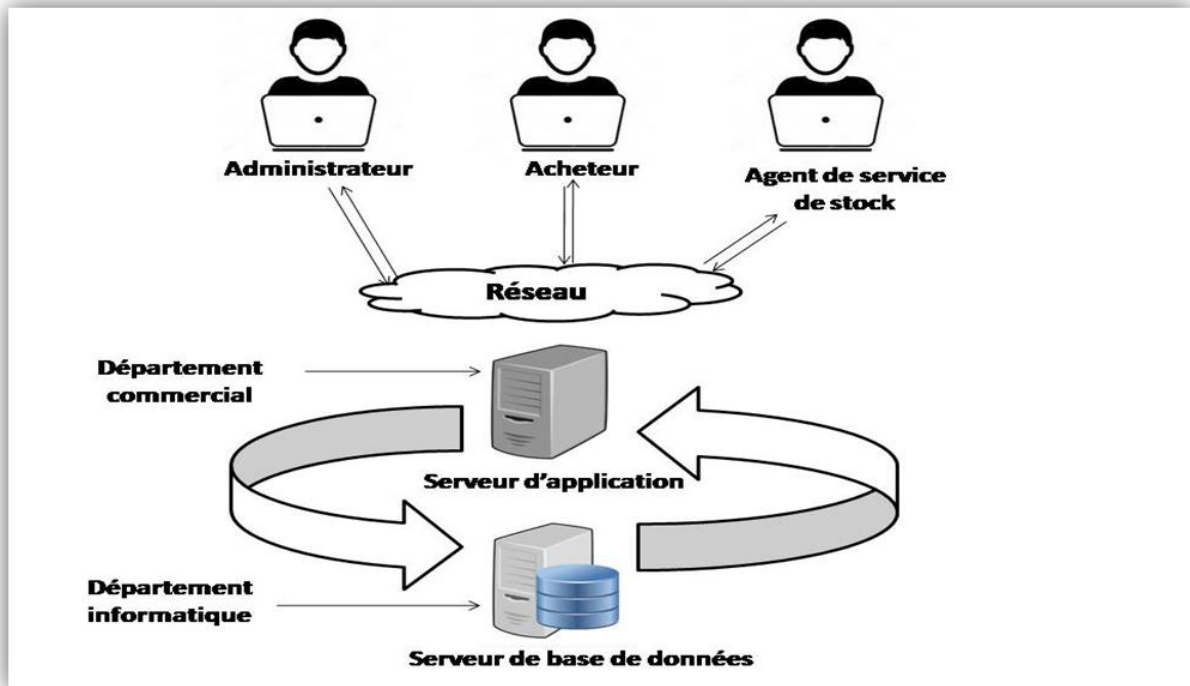 Administrateur
Acheteur
Agent de service
de stock
Réseau
Département
commercial
Serveur d'application
Département
informatique
Serveur de base de données